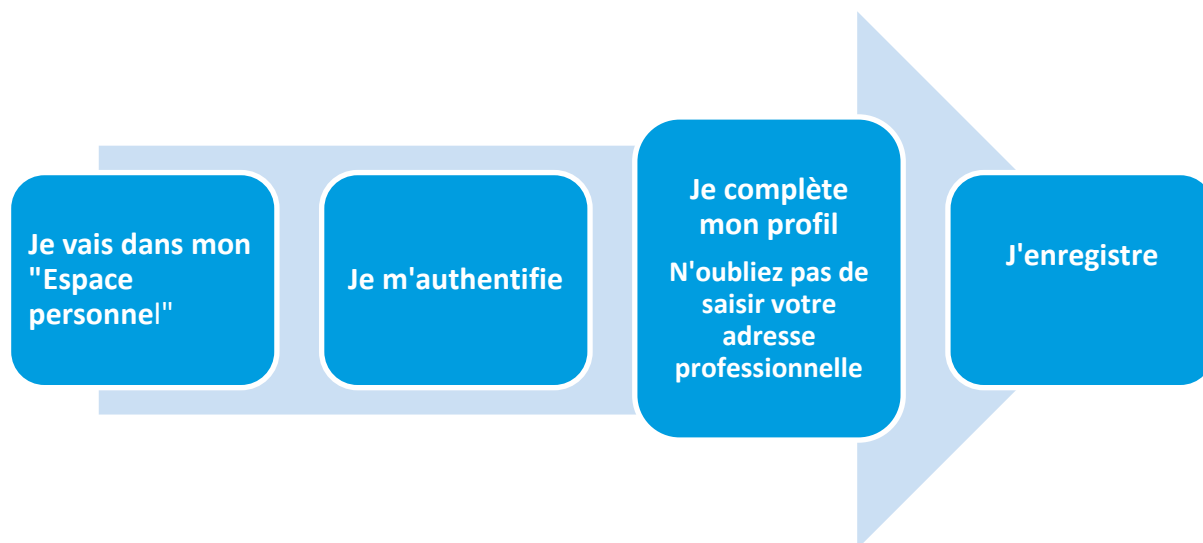 Je vais dans mon
"Espace
personnel"
Je m'authentifie
Je complète
mon profil
N'oubliez pas de
saisir votre
adresse
professionnelle
J'enregistre